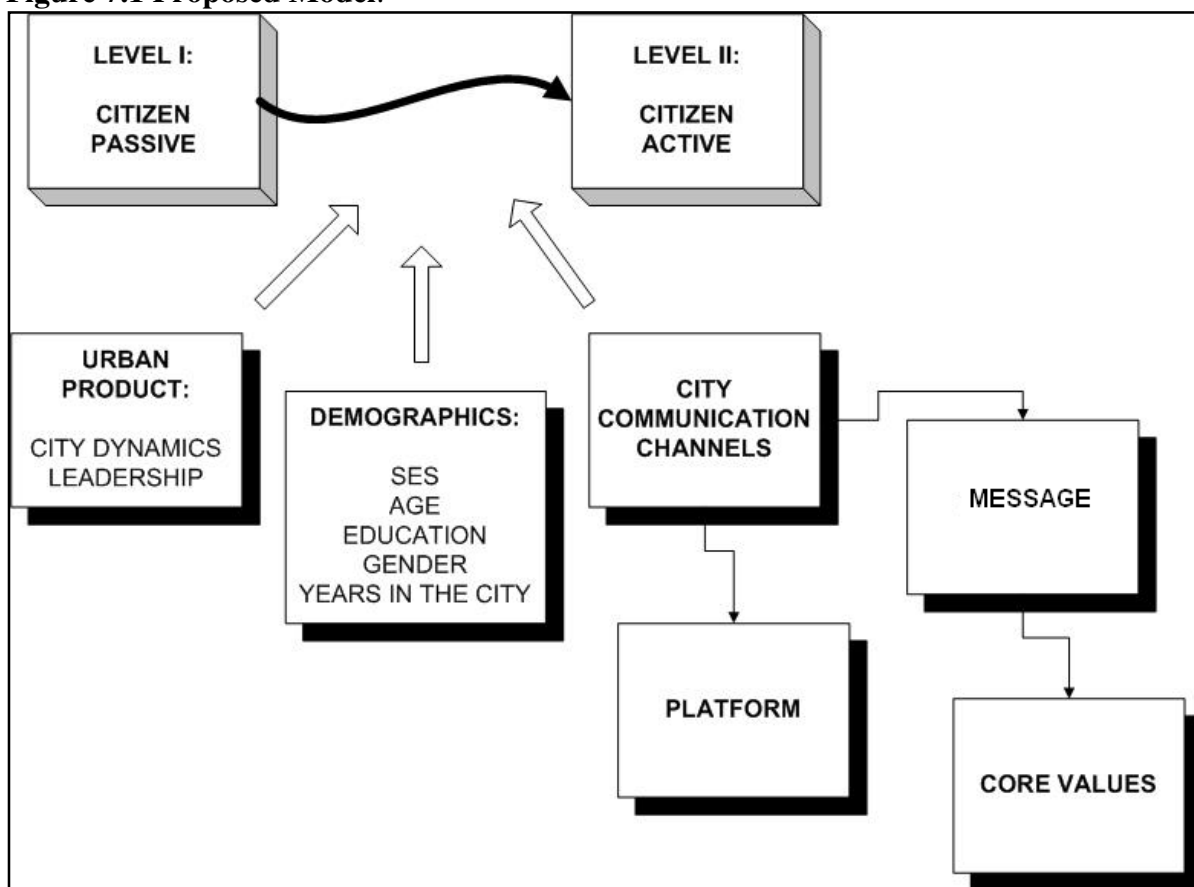 Figure 7.1 Proposed Model.
LEVEL I:
CITIZEN
PASSIVE
LEVEL II:
CITIZEN
ACTIVE
URBAN
PRODUCT:
CITY DYNAMICS
LEADERSHIP
DEMOGRAPHICS:
SES
AGE
EDUCATION
GENDER
YEARS IN THE CITY
CITY
COMMUNICATION
CHANNELS
MESSAGE
PLATFORM
CORE VALUES